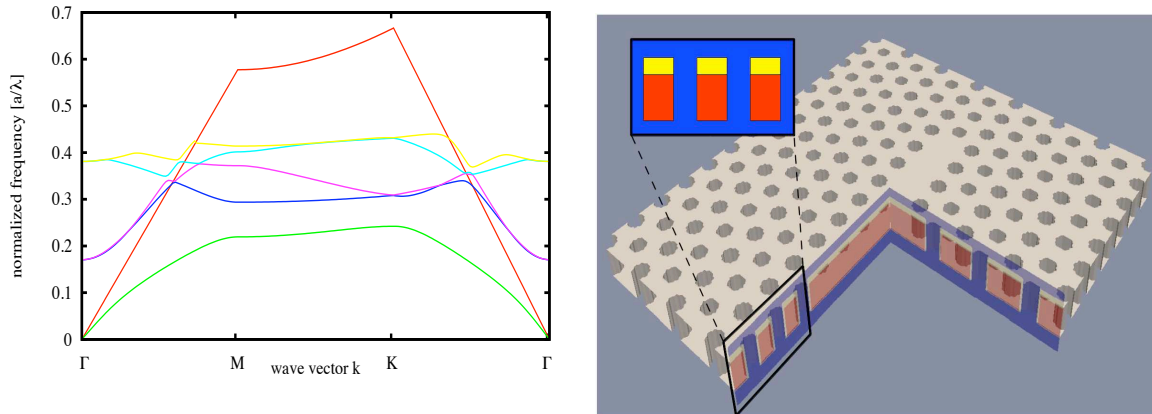 0.7
0.6
0.5
0.4
0.3
0.2
0.1
0
normalized frequency [a/λ]
Γ M K Γ
wave vector k